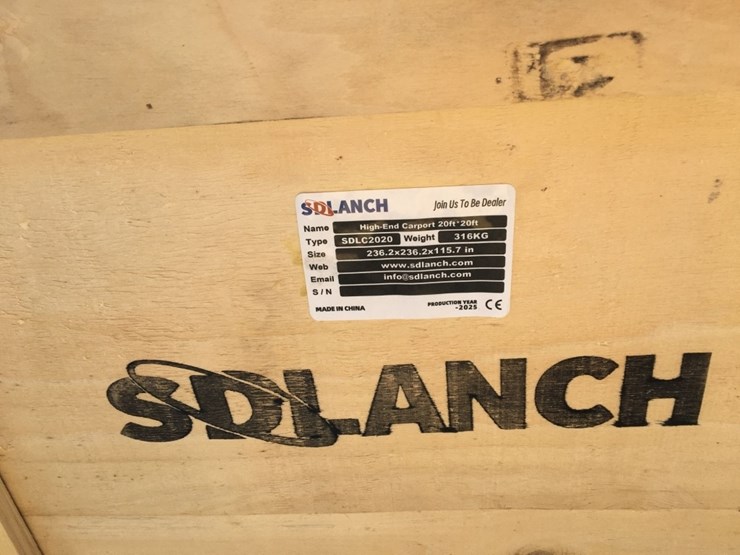 SDLANCH Join Us To Be Dealer
Name High-End Carport 20ft*20ft
Type SDLC2020 Weight 316KG
Size 236.2x236.2x115.7 in
Web www.sdlanch.com
Email info@sdlanch.com
S/N
MADE IN CHINA PRODUCTION YEAR
-2025 CE
SDLANCH